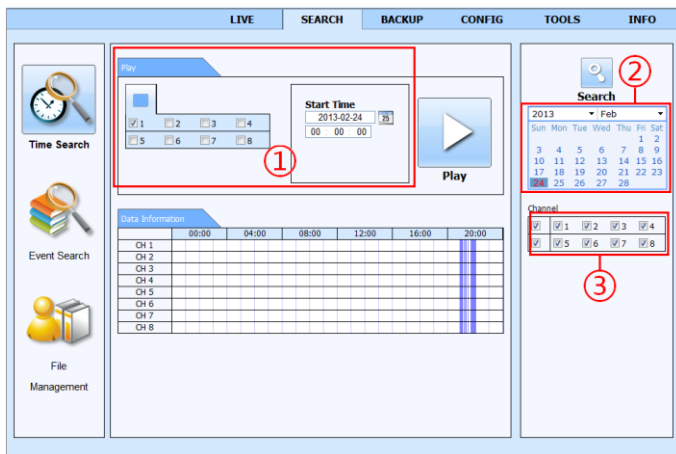 LIVE SEARCH BACKUP CONFIG TOOLS INFO
Time Search
Event Search
File
Management
Play
1 2 3 4
5 6 7 8
Start Time
2013-02-24 25
00 : 00 00
Play
①
Data Information
00:00 04:00 08:00 12:00 16:00 20:00
CH 1
CH 2
CH 3
CH 4
CH 5
CH 6
CH 7
CH 8
Search
②
2013 Feb
Sun Mon Tue Wed Thu Fri Sat
1 2
3 4 5 6 7 8 9
10 11 12 13 14 15 16
17 18 19 20 21 22 23
24 25 26 27 28
Channel
1 2 3 4
5 6 7 8
③